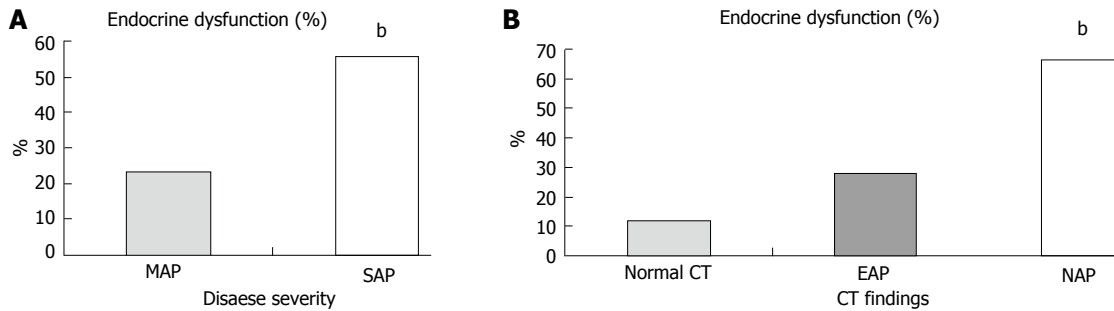 A
Endocrine dysfunction (%)
b
60
50
40
30
20
10
0
%
MAP
SAP
Disaese severity
B
Endocrine dysfunction (%)
b
70
60
50
40
30
20
10
0
%
Normal CT
EAP
NAP
CT findings